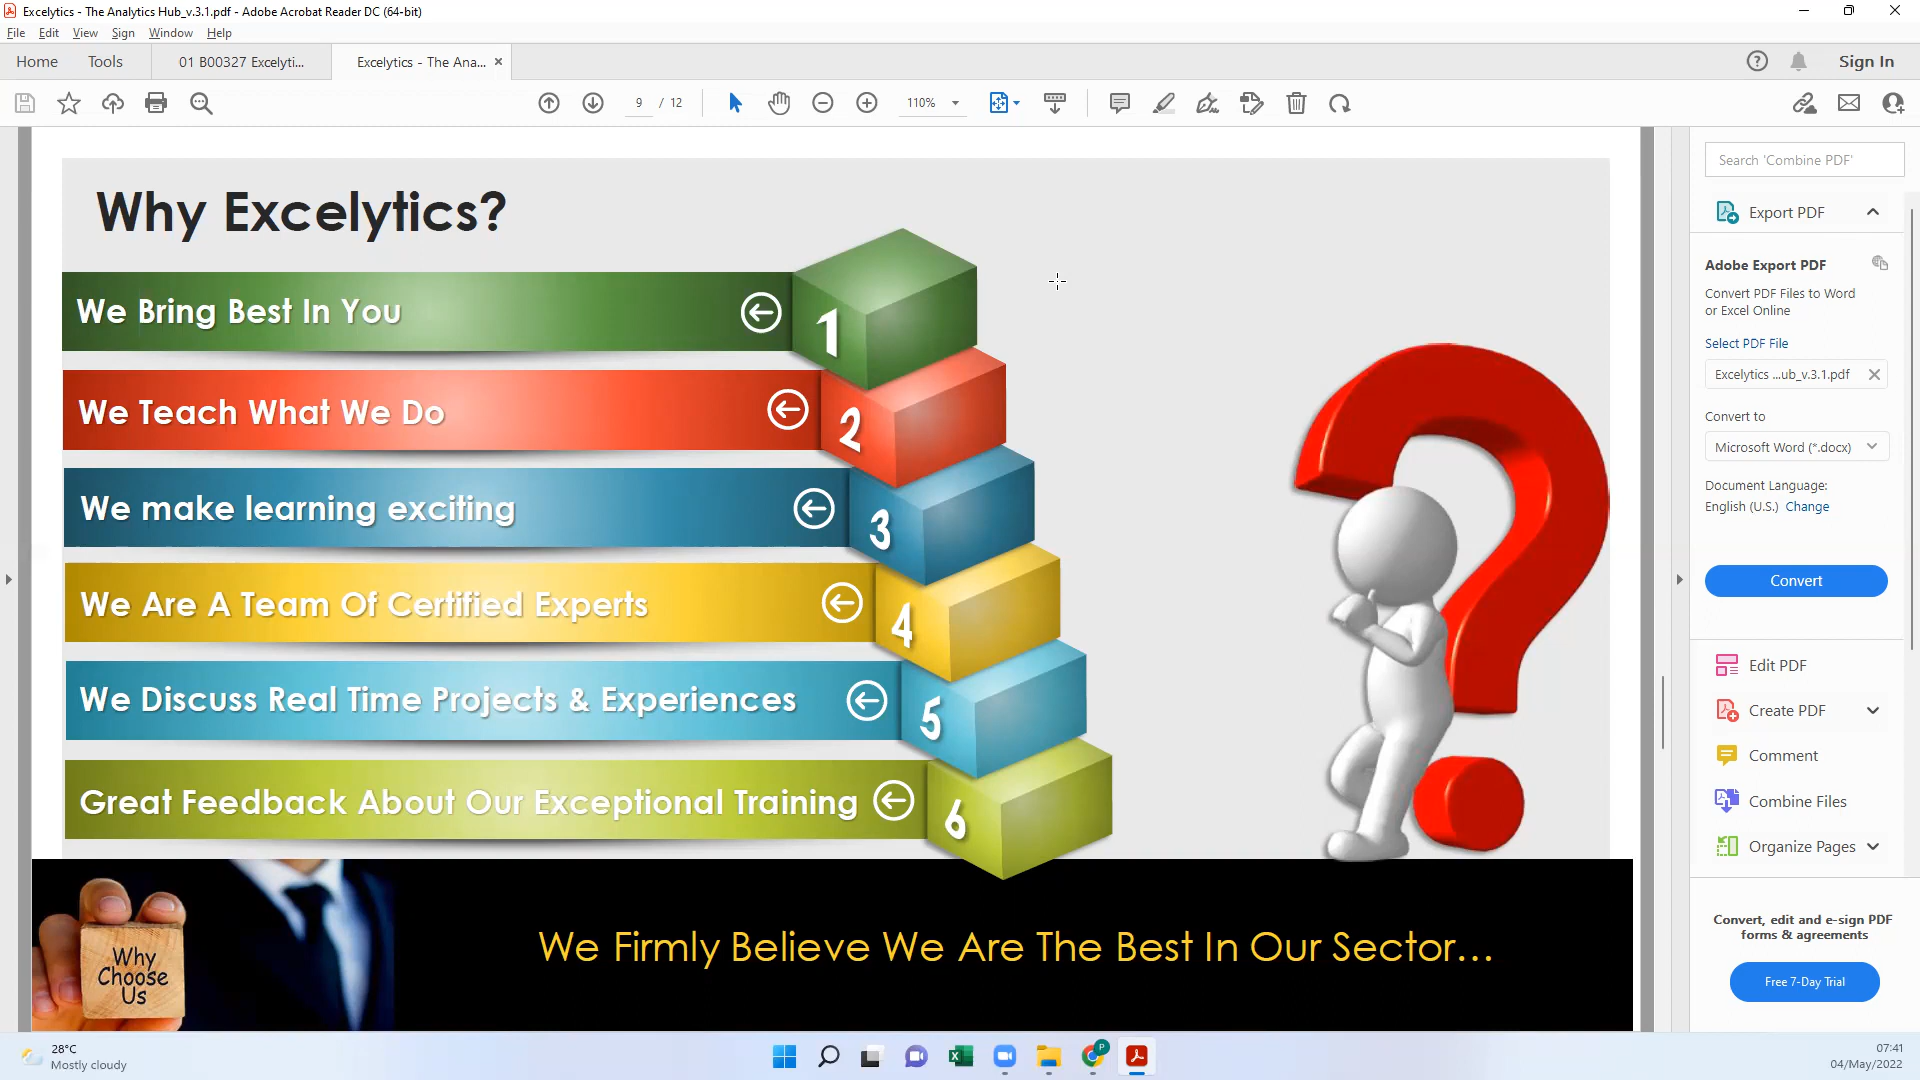 Excelytics - The Analytics Hub_v.3.1.pdf - Adobe Acrobat Reader DC (64-bit)
File Edit View Sign Window Help
Home Tools 01 B00327 Excelyti... Excelytics - The Ana... Sign In
9 / 12 110%
Why Excelytics?
We Bring Best In You 1
We Teach What We Do 2
We make learning exciting 3
We Are A Team Of Certified Experts 4
We Discuss Real Time Projects & Experiences 5
Great Feedback About Our Exceptional Training 6
Why
Choose
Us
We Firmly Believe We Are The Best In Our Sector...
Search 'Combine PDF'
Export PDF
Adobe Export PDF
Convert PDF Files to Word
or Excel Online
Select PDF File
Excelytics ...ub_v.3.1.pdf
Convert to
Microsoft Word (*.docx)
Document Language:
English (U.S.) Change
Convert
Edit PDF
Create PDF
Comment
Combine Files
Organize Pages
Convert, edit and e-sign PDF
forms & agreements
Free 7-Day Trial
28°C
Mostly cloudy
P
07:41
04/May/2022